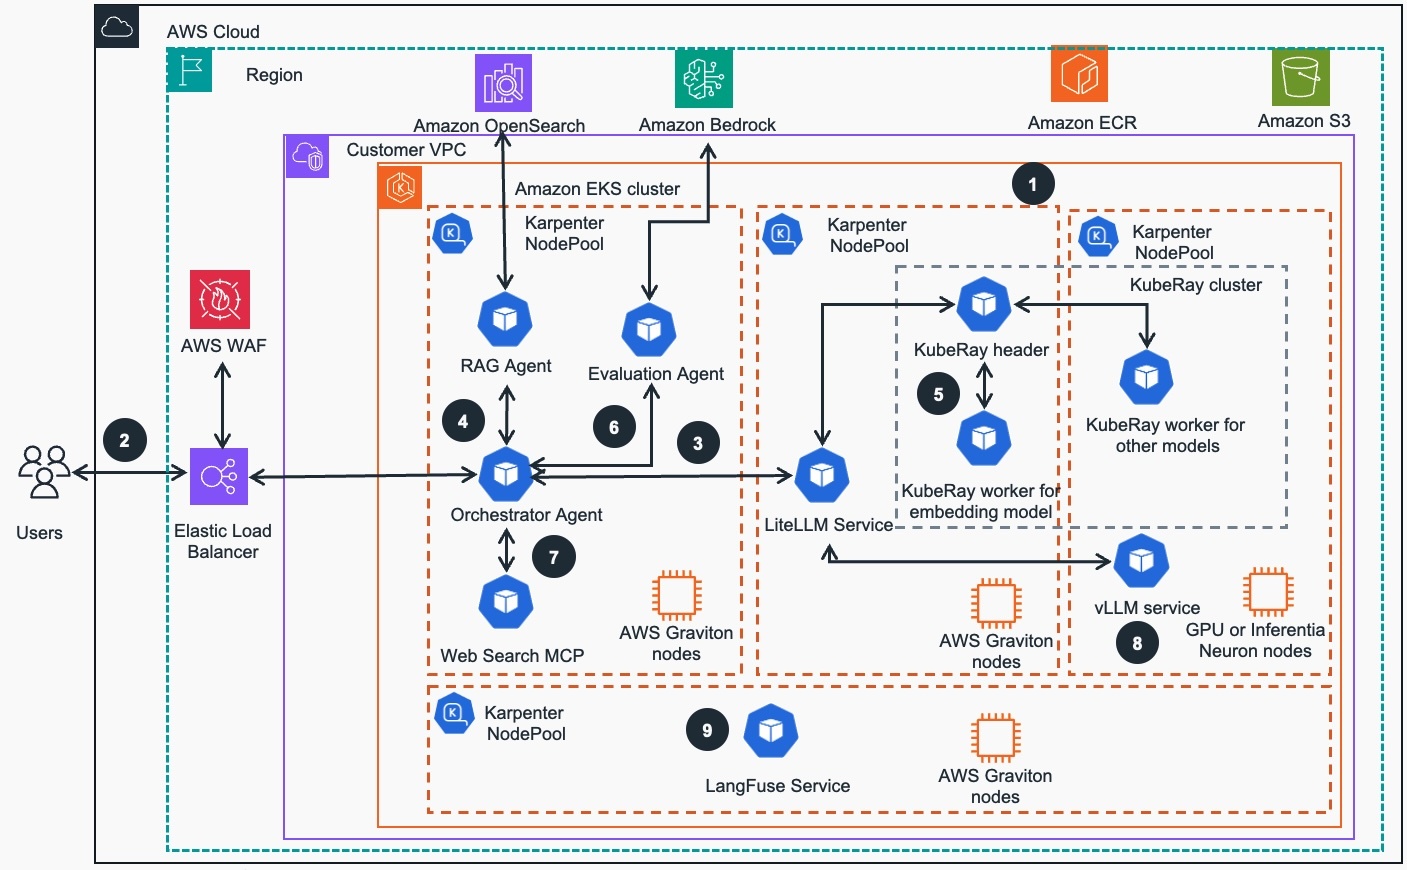 AWS Cloud
Region
Amazon OpenSearch
Amazon Bedrock
Amazon ECR
Amazon S3
Customer VPC
Amazon EKS cluster
1
Karpenter
NodePool
Karpenter
NodePool
Karpenter
NodePool
KubeRay cluster
AWS WAF
RAG Agent
Evaluation Agent
KubeRay header
KubeRay worker for
other models
2
4
6
3
5
Users
Elastic Load
Balancer
Orchestrator Agent
LiteLLM Service
KubeRay worker for
embedding model
7
Web Search MCP
AWS Graviton
nodes
AWS Graviton
nodes
vLLM service
8
GPU or Inferentia
Neuron nodes
Karpenter
NodePool
9
LangFuse Service
AWS Graviton
nodes